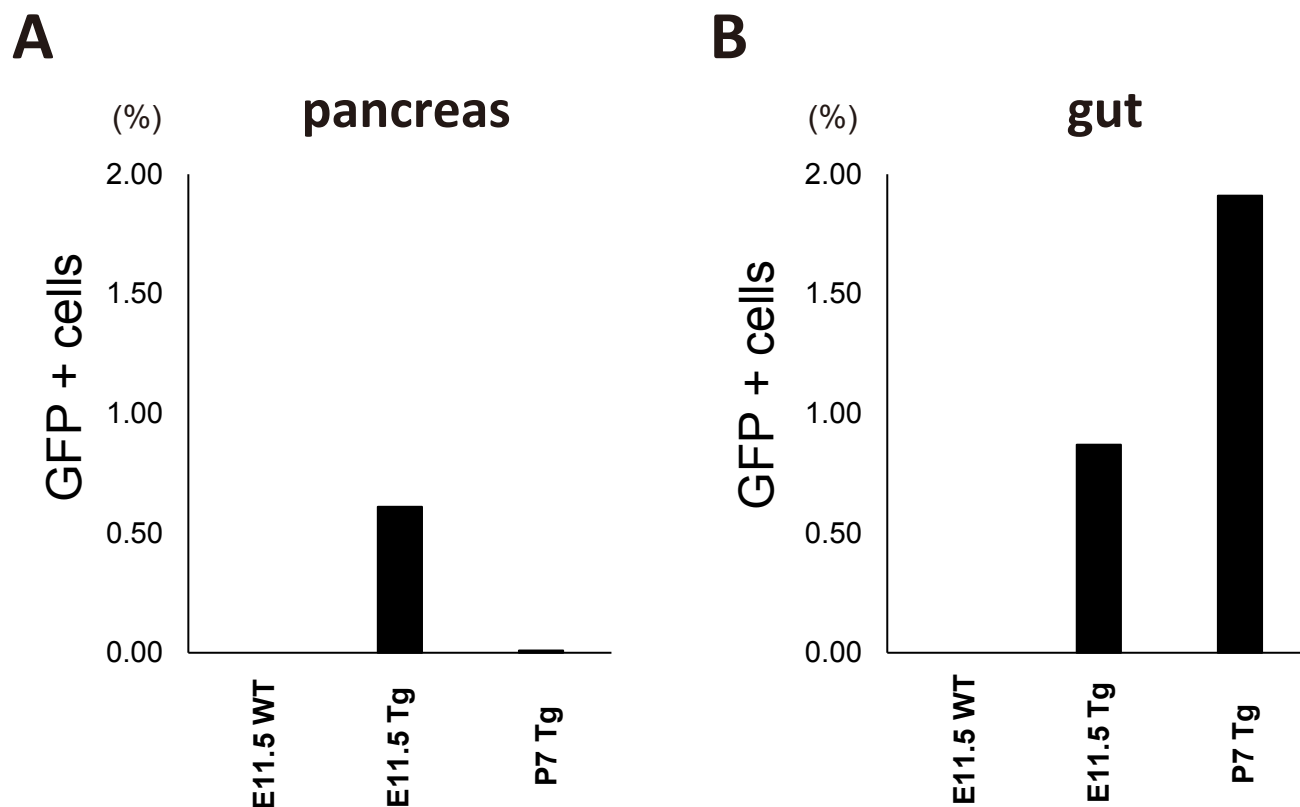 A
pancreas
(%)
2.00
1.50
1.00
0.50
0.00
GFP + cells
E11.5 WT
E11.5 Tg
P7 Tg
B
gut
(%)
2.00
1.50
1.00
0.50
0.00
GFP + cells
E11.5 WT
E11.5 Tg
P7 Tg